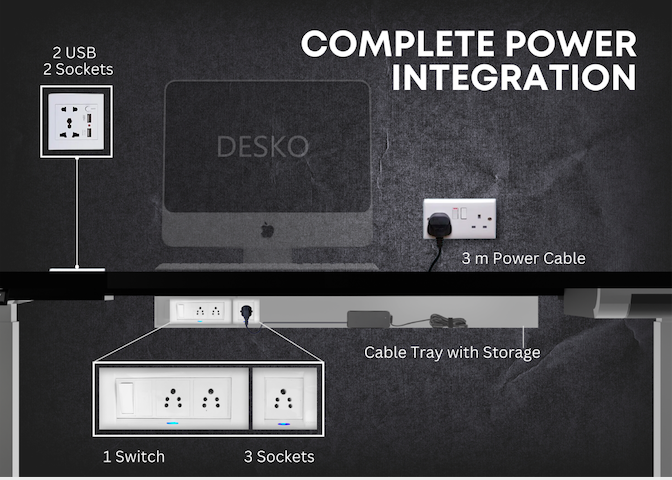 COMPLETE POWER
INTEGRATION
2 USB
2 Sockets
DESKO
3 m Power Cable
Cable Tray with Storage
1 Switch
3 Sockets